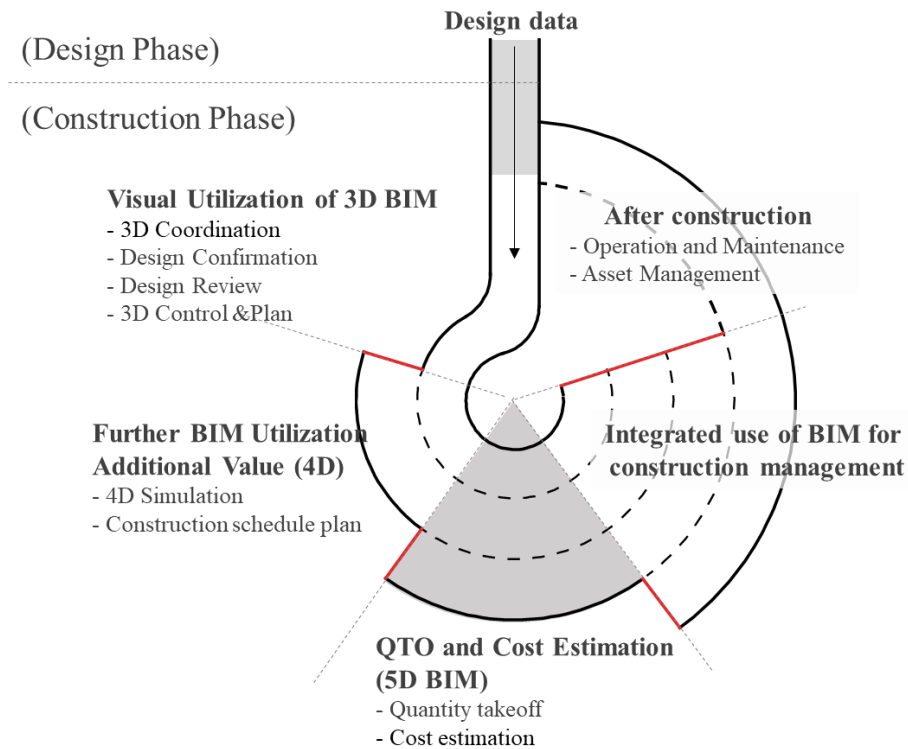 Design data
(Design Phase)
(Construction Phase)
Visual Utilization of 3D BIM
- 3D Coordination
- Design Confirmation
- Design Review
- 3D Control &Plan
After construction
- Operation and Maintenance
- Asset Management
Further BIM Utilization
Additional Value (4D)
- 4D Simulation
- Construction schedule plan
Integrated use of BIM for
construction management
QTO and Cost Estimation
(5D BIM)
- Quantity takeoff
- Cost estimation